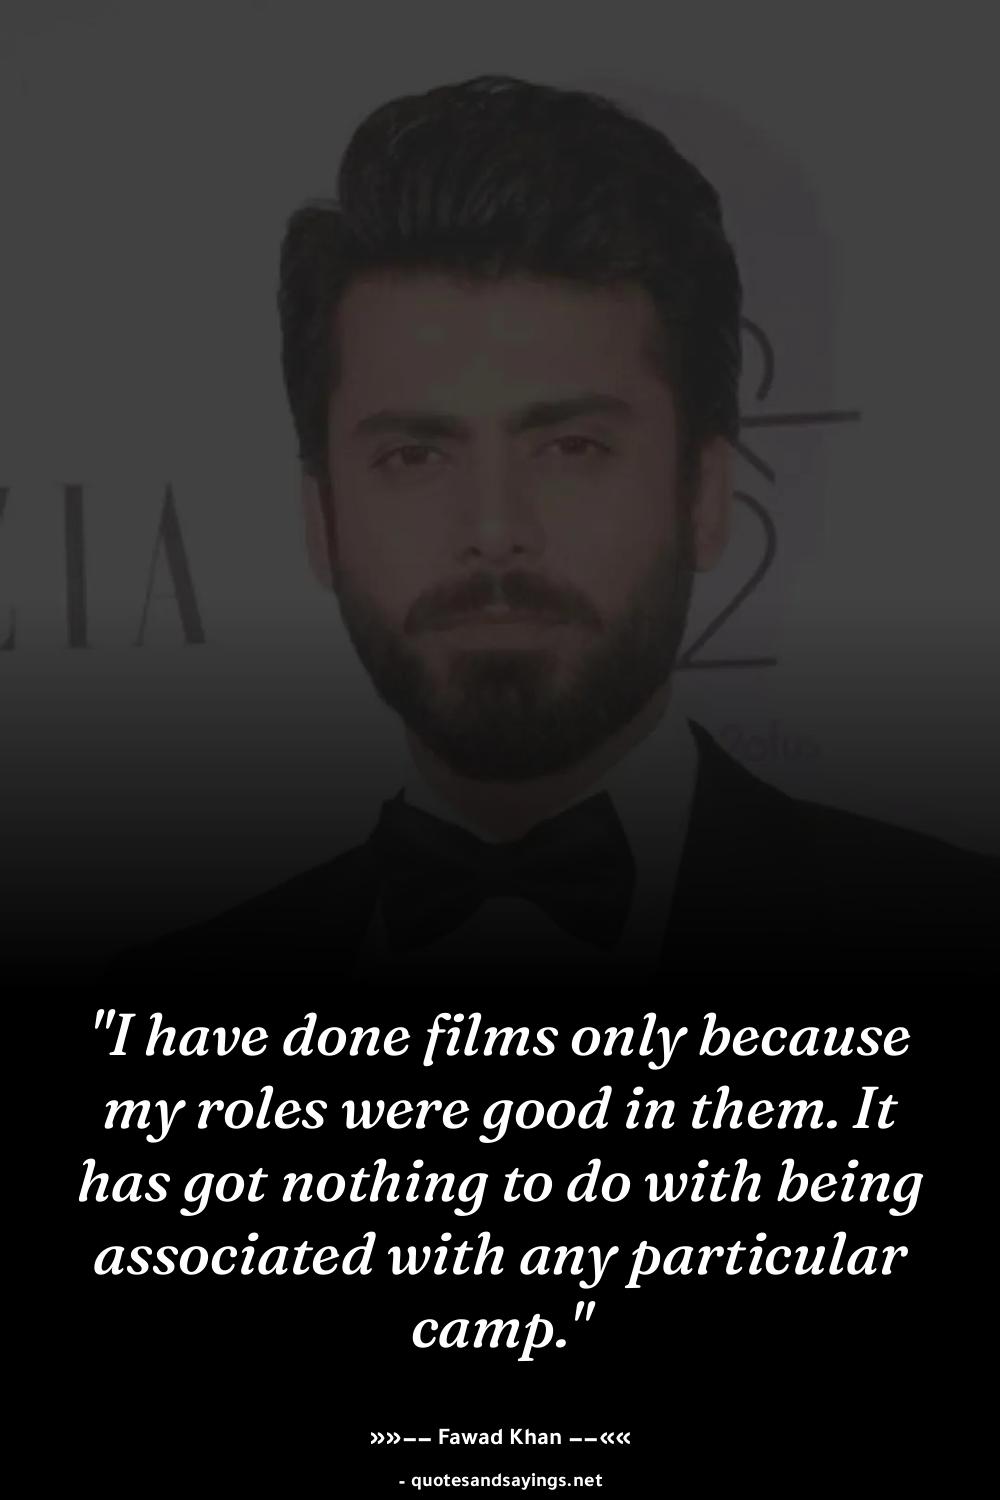 ZIA
"I have done films only because
my roles were good in them. It
has got nothing to do with being
associated with any particular
camp."
»»—— Fawad Khan ——««
- quotesandsayings.net